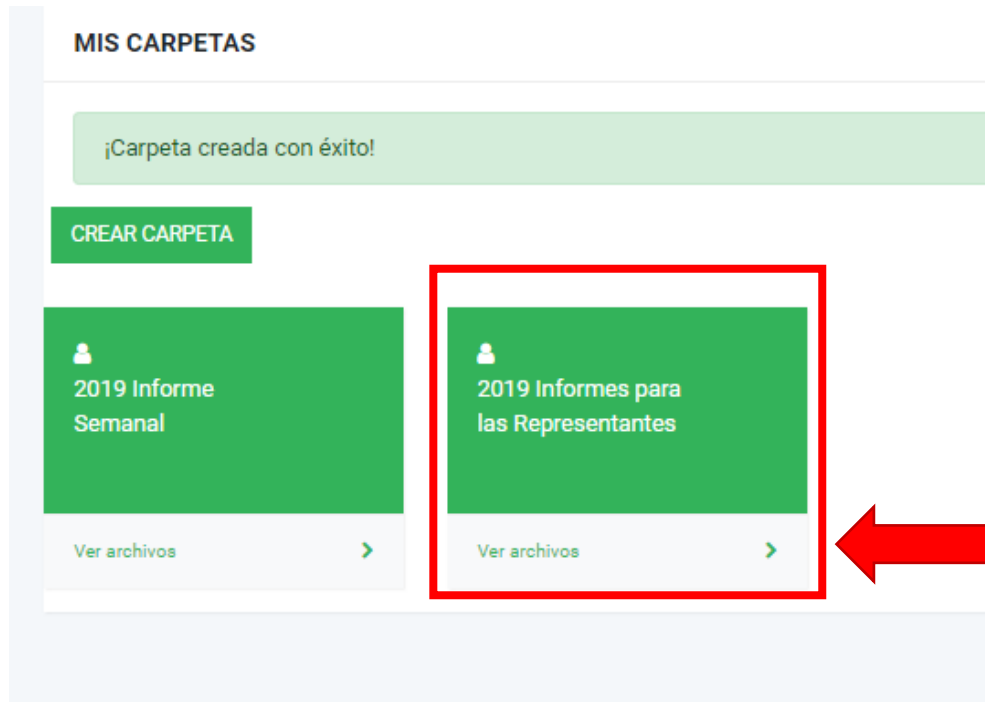 MIS CARPETAS
¡Carpeta creada con éxito!
CREAR CARPETA
2019 Informe
Semanal
Ver archivos
2019 Informes para
las Representantes
Ver archivos